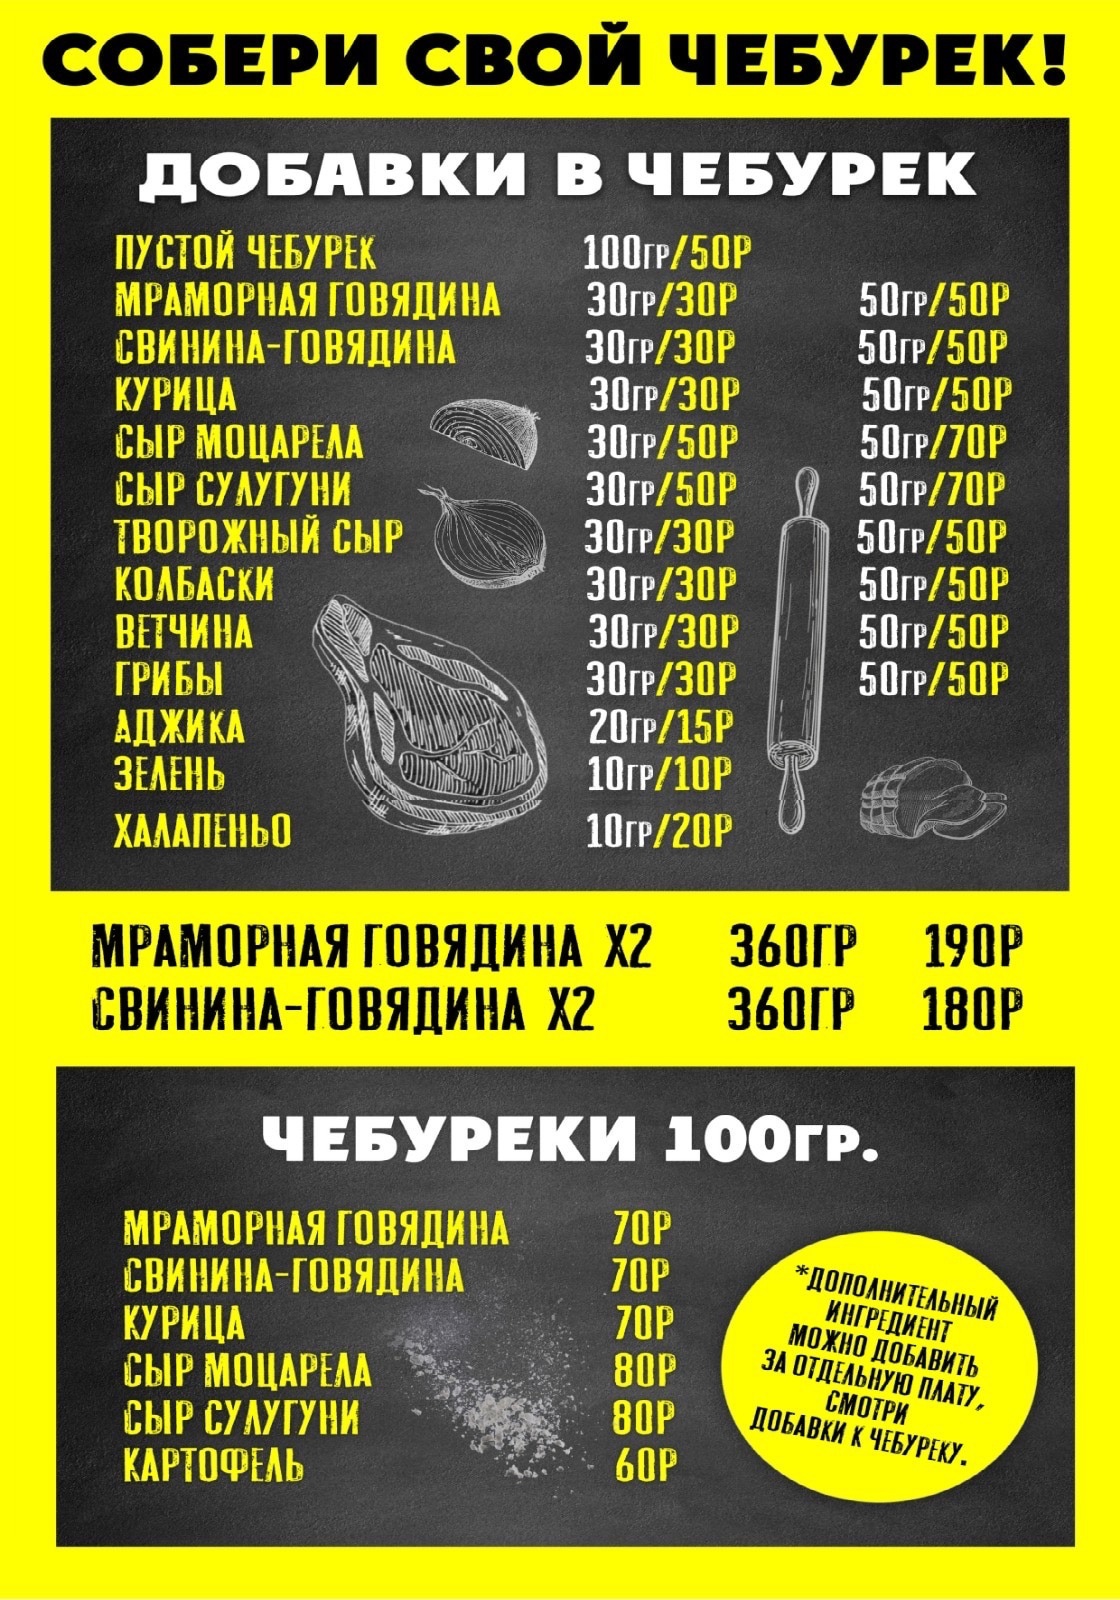 СОБЕРИ СВОЙ ЧЕБУРЕК!
ДОБАВКИ В ЧЕБУРЕК
ПУСТОЙ ЧЕБУРЕК 100ГР/50Р
МРАМОРНАЯ ГОВЯДИНА 30ГР/30Р 50ГР/50Р
СВИНИНА-ГОВЯДИНА 30ГР/30Р 50ГР/50Р
КУРИЦА 30ГР/30Р 50ГР/50Р
СЫР МОЦАРЕЛА 30ГР/50Р 50ГР/70Р
СЫР СУЛУГУНИ 30ГР/50Р 50ГР/70Р
ТВОРОЖНЫЙ СЫР 30ГР/30Р 50ГР/50Р
КОЛБАСКИ 30ГР/30Р 50ГР/50Р
ВЕТЧИНА 30ГР/30Р 50ГР/50Р
ГРИБЫ 30ГР/30Р 50ГР/50Р
АДЖИКА 20ГР/15Р
ЗЕЛЕНЬ 10ГР/10Р
ХАЛАПЕНЬО 10ГР/20Р
МРАМОРНАЯ ГОВЯДИНА Х2 360ГР 190Р
СВИНИНА-ГОВЯДИНА Х2 360ГР 180Р
ЧЕБУРЕКИ 100ГР.
МРАМОРНАЯ ГОВЯДИНА 70Р
СВИНИНА-ГОВЯДИНА 70Р
КУРИЦА 70Р
СЫР МОЦАРЕЛА 80Р
СЫР СУЛУГУНИ 80Р
КАРТОФЕЛЬ 60Р
*ДОПОЛНИТЕЛЬНЫЙ
ИНГРЕДИЕНТ
МОЖНО ДОБАВИТЬ
ЗА ОТДЕЛЬНУЮ ПЛАТУ,
СМОТРИ
ДОБАВКИ К ЧЕБУРЕКУ.